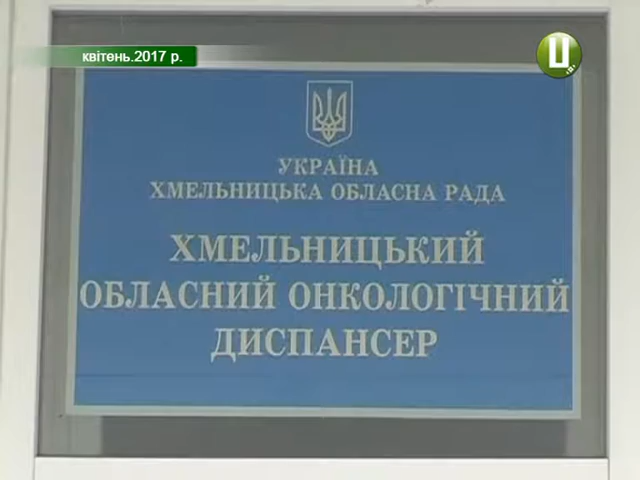 квітень.2017 р.
Ц
УКРАЇНА
ХМЕЛЬНИЦЬКА ОБЛАСНА РАДА
ХМЕЛЬНИЦЬКИЙ
ОБЛАСНИЙ ОНКОЛОГІЧНИЙ
ДИСПАНСЕР